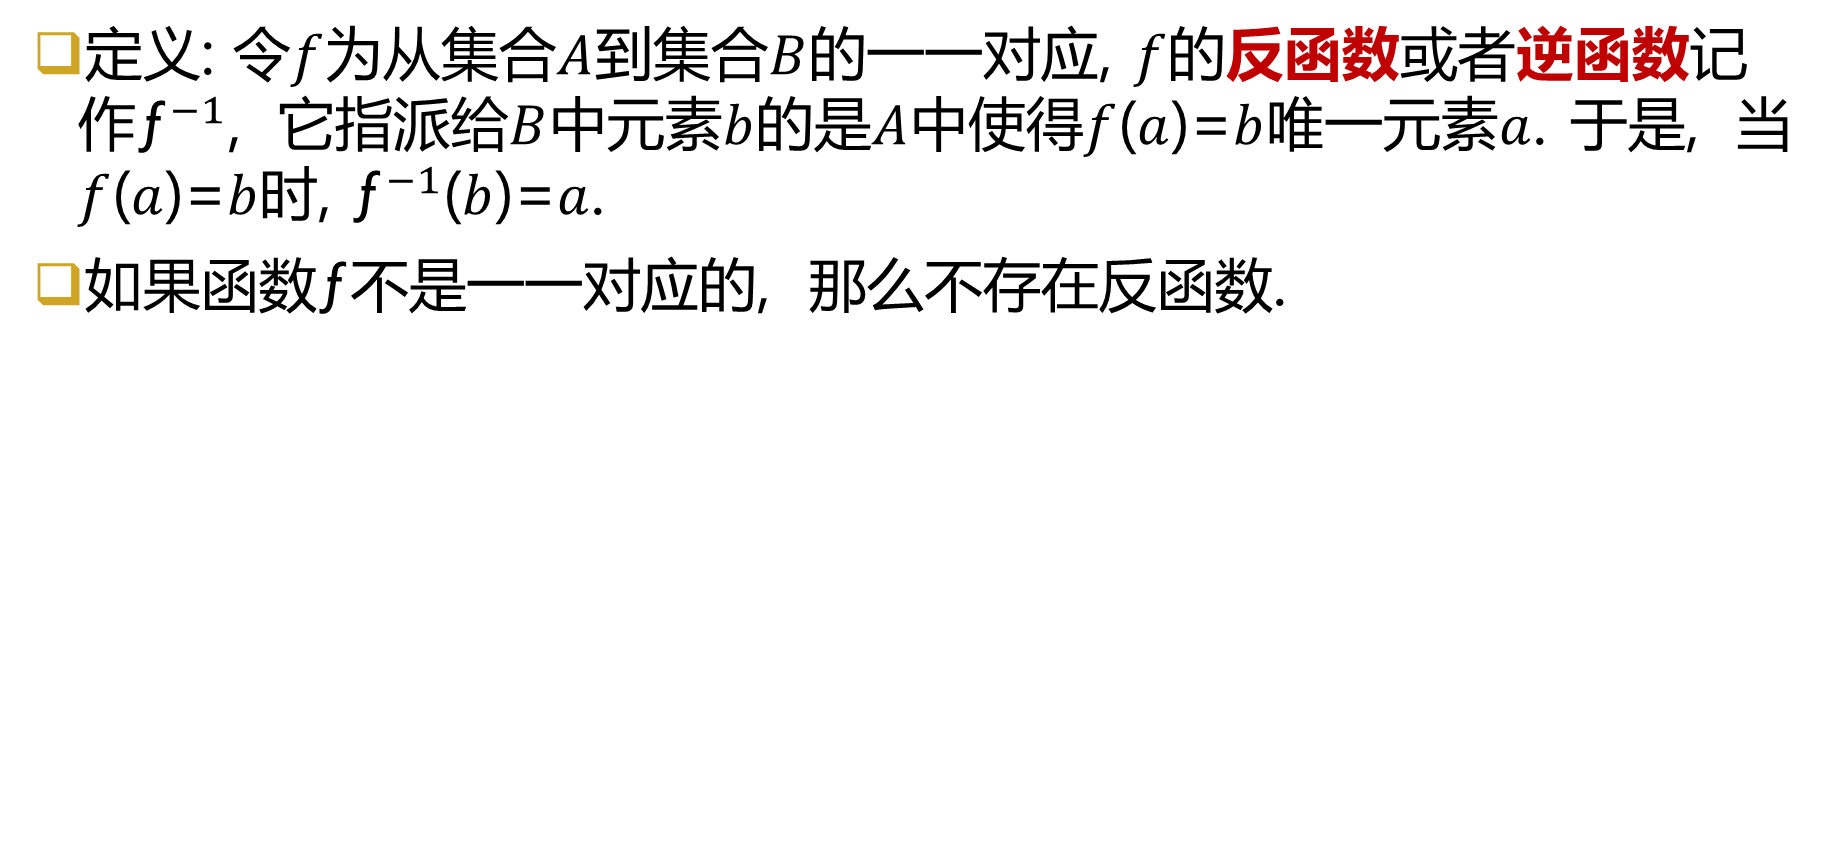 ❑定义: 令f为从集合A到集合B的一一对应, f的反函数或者逆函数记
作f⁻¹, 它指派给B中元素b的是A中使得f(a)=b唯一元素a. 于是, 当
f(a)=b时, f⁻¹(b)=a.
❑如果函数f不是一一对应的, 那么不存在反函数.